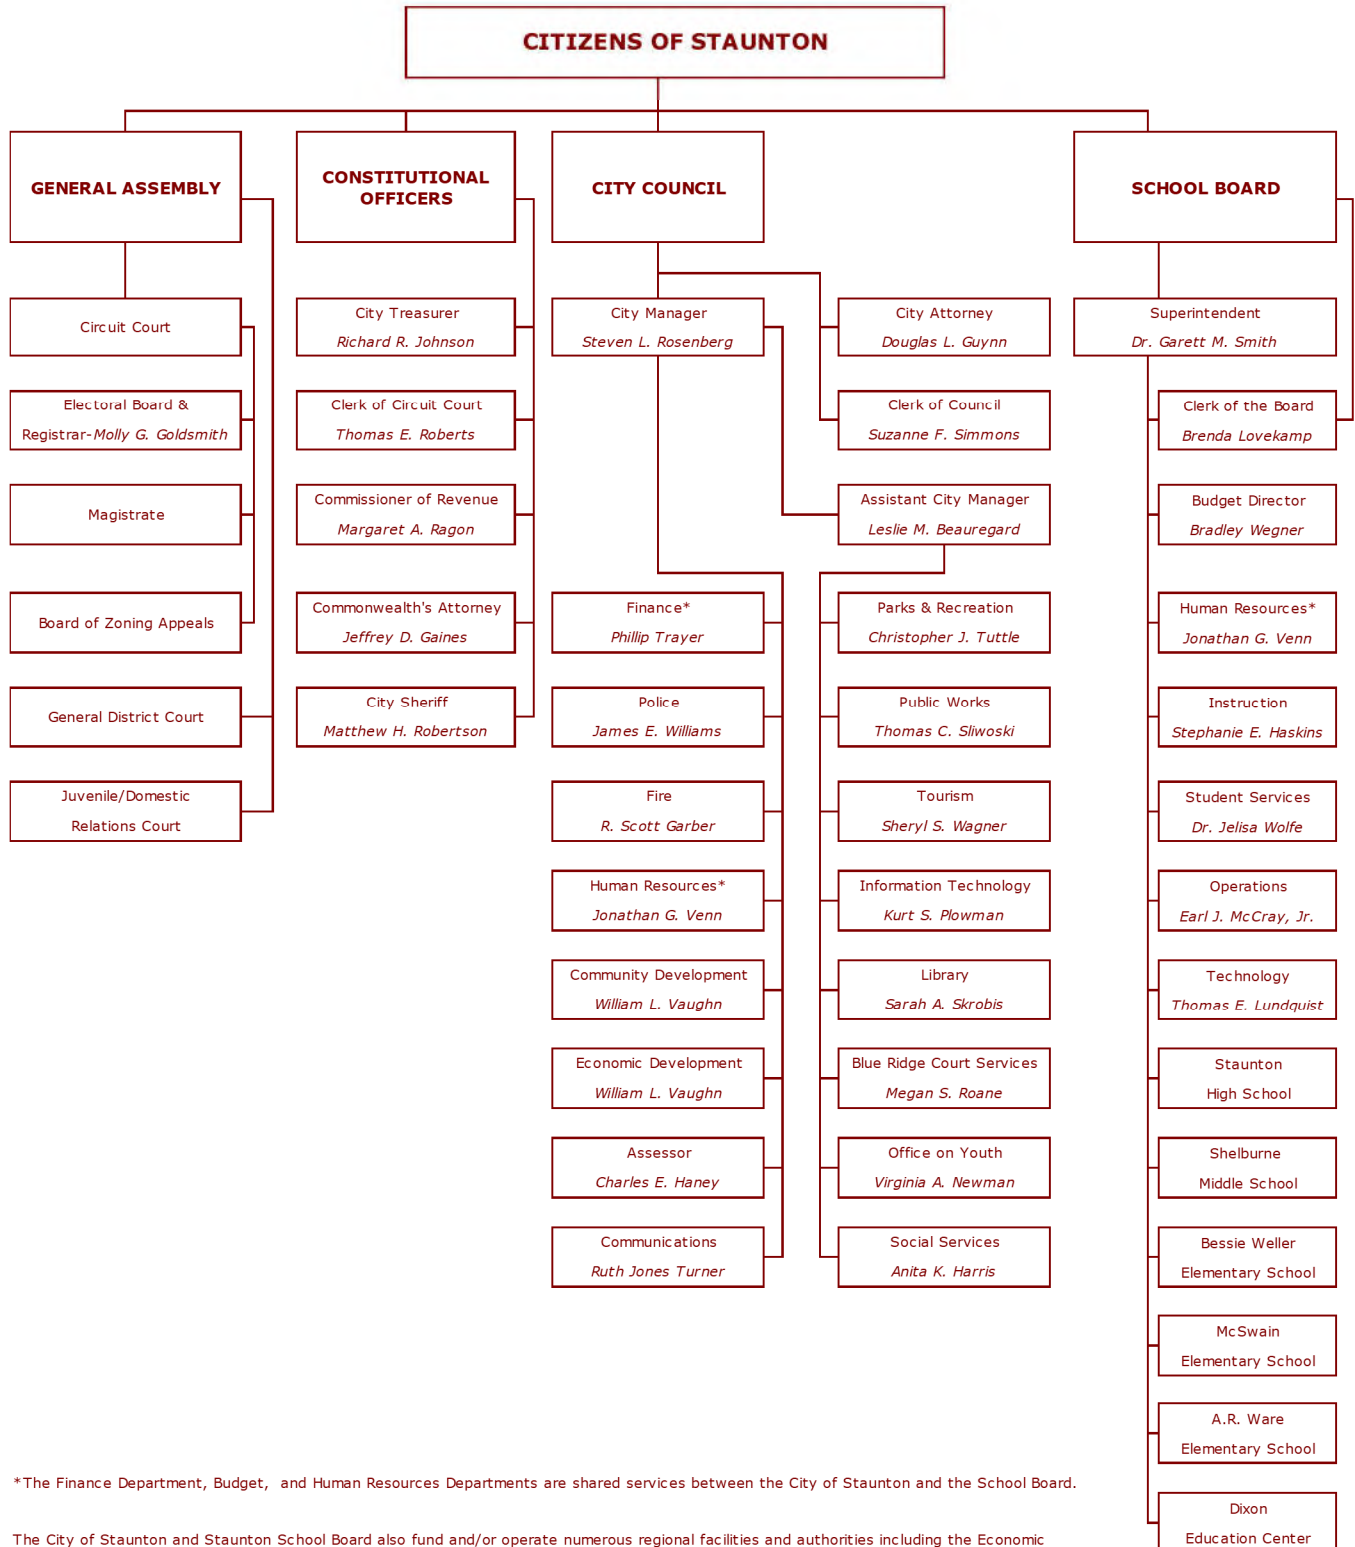 CITIZENS OF STAUNTON
GENERAL ASSEMBLY
CONSTITUTIONAL
OFFICERS
CITY COUNCIL
SCHOOL BOARD
Circuit Court
Electoral Board &
Registrar-Molly G. Goldsmith
Magistrate
Board of Zoning Appeals
General District Court
Juvenile/Domestic
Relations Court
City Treasurer
Richard R. Johnson
Clerk of Circuit Court
Thomas E. Roberts
Commissioner of Revenue
Margaret A. Ragon
Commonwealth's Attorney
Jeffrey D. Gaines
City Sheriff
Matthew H. Robertson
City Manager
Steven L. Rosenberg
Finance*
Phillip Trayer
Police
James E. Williams
Fire
R. Scott Garber
Human Resources*
Jonathan G. Venn
Community Development
William L. Vaughn
Economic Development
William L. Vaughn
Assessor
Charles E. Haney
Communications
Ruth Jones Turner
City Attorney
Douglas L. Guynn
Clerk of Council
Suzanne F. Simmons
Assistant City Manager
Leslie M. Beauregard
Parks & Recreation
Christopher J. Tuttle
Public Works
Thomas C. Sliwoski
Tourism
Sheryl S. Wagner
Information Technology
Kurt S. Plowman
Library
Sarah A. Skrobis
Blue Ridge Court Services
Megan S. Roane
Office on Youth
Virginia A. Newman
Social Services
Anita K. Harris
Superintendent
Dr. Garett M. Smith
Clerk of the Board
Brenda Lovekamp
Budget Director
Bradley Wegner
Human Resources*
Jonathan G. Venn
Instruction
Stephanie E. Haskins
Student Services
Dr. Jelisa Wolfe
Operations
Earl J. McCray, Jr.
Technology
Thomas E. Lundquist
Staunton
High School
Shelburne
Middle School
Bessie Weller
Elementary School
McSwain
Elementary School
A.R. Ware
Elementary School
Dixon
Education Center
*The Finance Department, Budget, and Human Resources Departments are shared services between the City of Staunton and the School Board.
The City of Staunton and Staunton School Board also fund and/or operate numerous regional facilities and authorities including the Economic